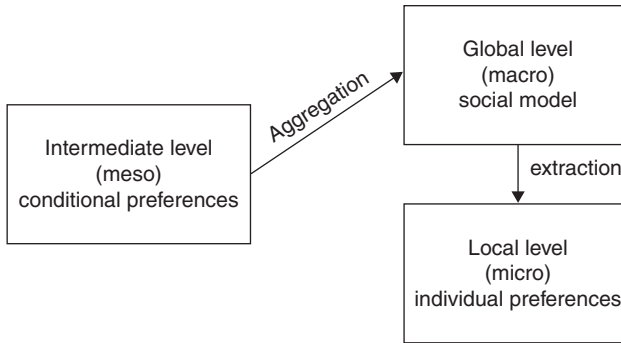 Intermediate level
(meso)
conditional preferences
Aggregation
Global level
(macro)
social model
extraction
Local level
(micro)
individual preferences